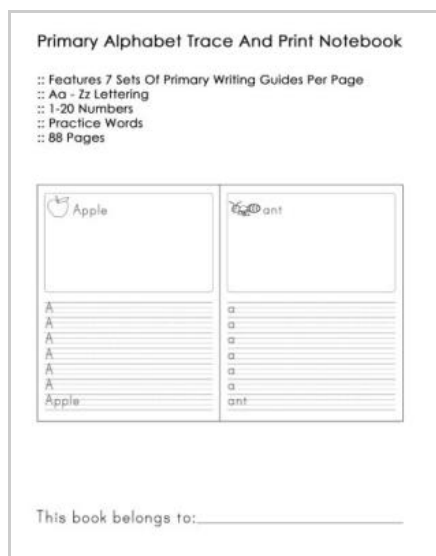 Primary Alphabet Trace And Print Notebook
:: Features 7 Sets Of Primary Writing Guides Per Page
:: Aa - Zz Lettering
:: 1-20 Numbers
:: Practice Words
:: 88 Pages
Apple
A
A
A
A
A
A
Apple
ant
a
a
a
a
a
a
ant
This book belongs to: